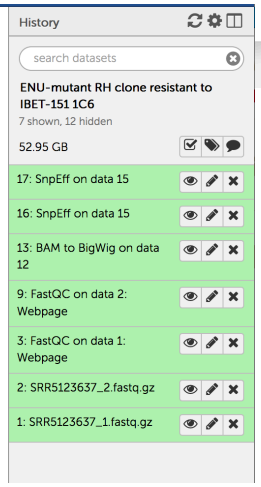 History
search datasets
ENU-mutant RH clone resistant to
IBET-151 1C6
7 shown, 12 hidden
52.95 GB
17: SnpEff on data 15
16: SnpEff on data 15
13: BAM to BigWig on data
12
9: FastQC on data 2:
Webpage
3: FastQC on data 1:
Webpage
2: SRR5123637_2.fastq.gz
1: SRR5123637_1.fastq.gz